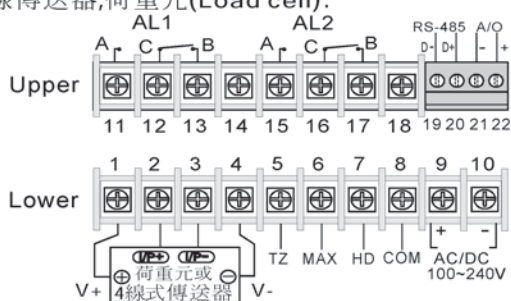 線傳送器,荷重元(Load cell):
AL1 AL2
RS-485 A/O
A C B A C B D- D+ - +
Upper
11 12 13 14 15 16 17 18 19 20 21 22
1 2 3 4 5 6 7 8 9 10
Lower
+ -
I/P+ I/P- TZ MAX HD COM AC/DC
100~240V
荷重元或
V+ 4線式傳送器 V-